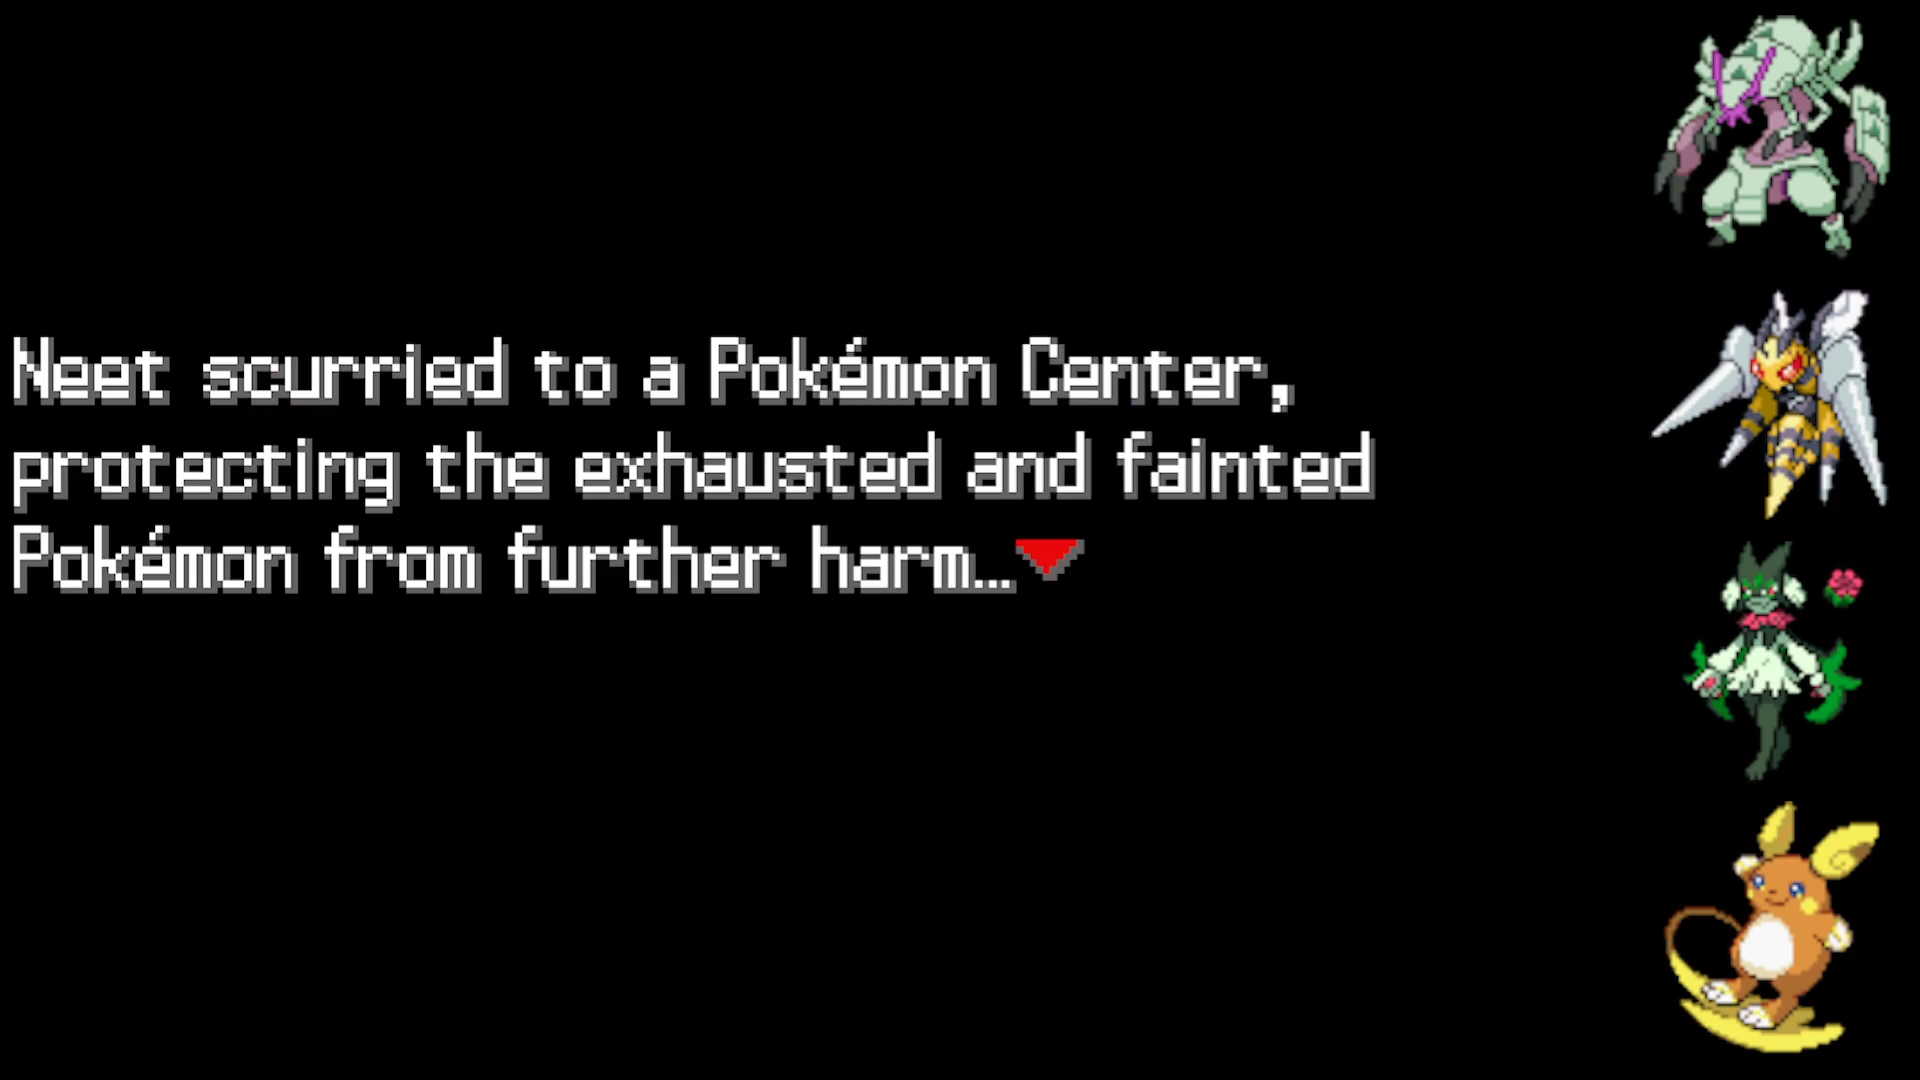 Neet scurried to a Pokémon Center,
protecting the exhausted and fainted
Pokémon from further harm...